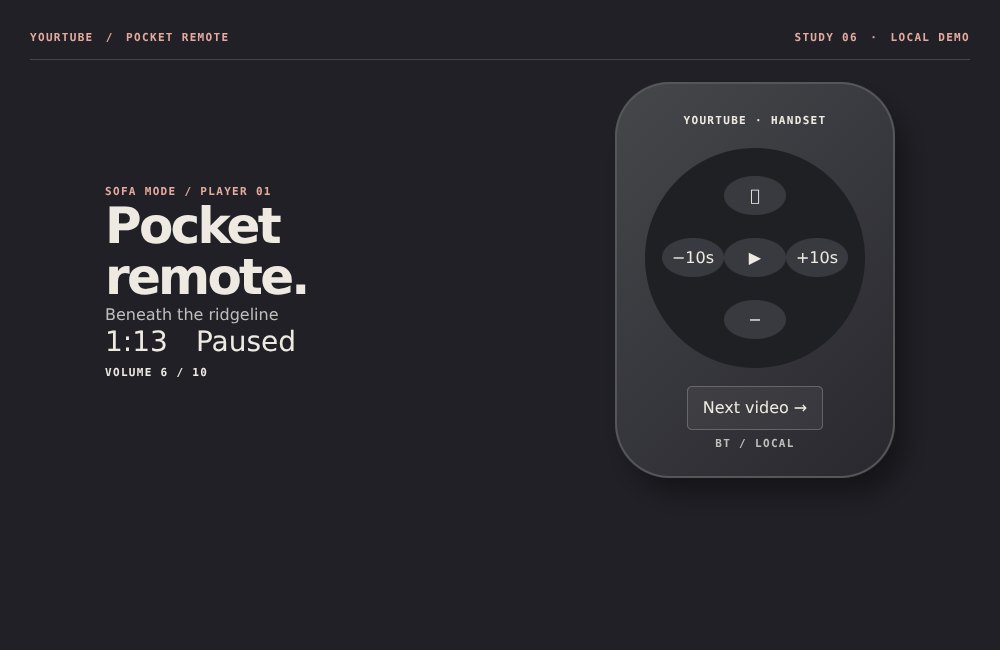 YOURTUBE / POCKET REMOTE
STUDY 06 · LOCAL DEMO
SOFA MODE / PLAYER 01
Pocket
remote.
Beneath the ridgeline
1:13 Paused
VOLUME 6 / 10
YOURTUBE · HANDSET
−10s ▶ +10s
−
Next video →
BT / LOCAL